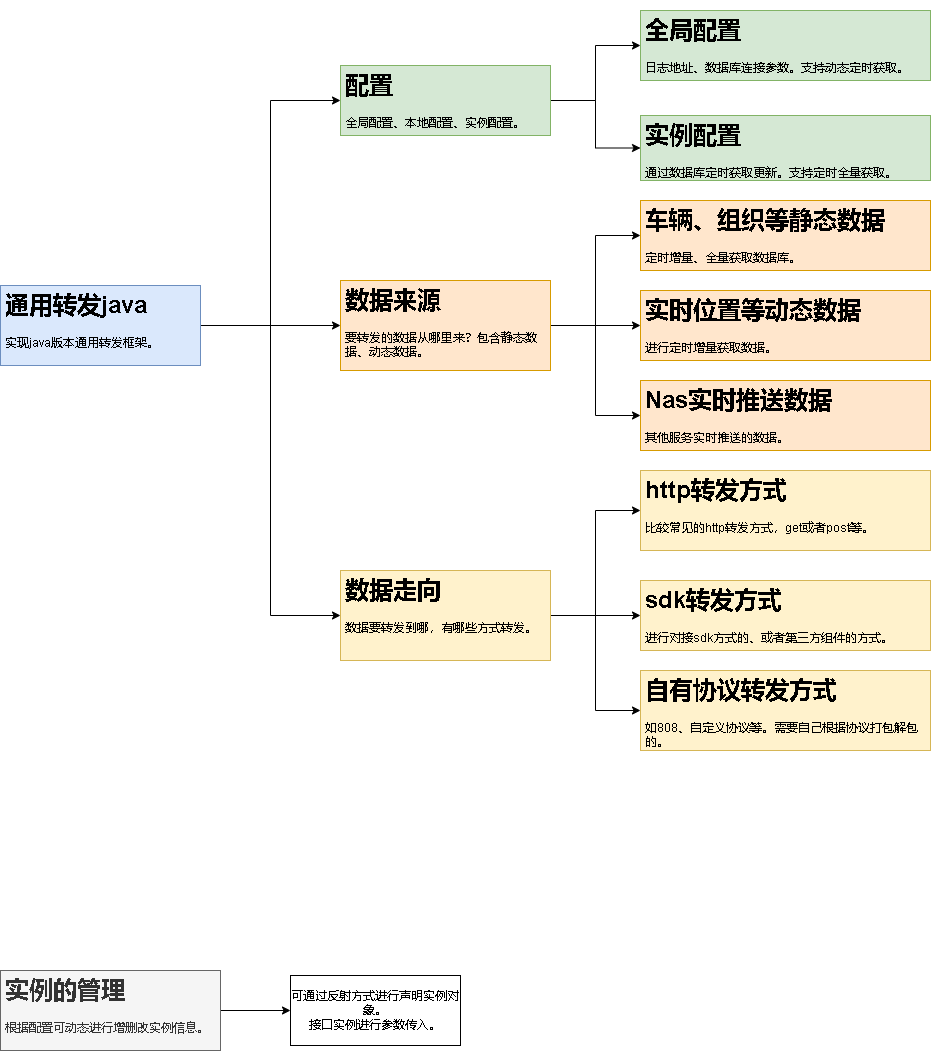 全局配置
日志地址、数据库连接参数。支持动态定时获取。
配置
全局配置、本地配置、实例配置。
实例配置
通过数据库定时获取更新。支持定时全量获取。
车辆、组织等静态数据
定时增量、全量获取数据库。
通用转发java
实现java版本通用转发框架。
数据来源
要转发的数据从哪里来？包含静态数
据、动态数据。
实时位置等动态数据
进行定时增量获取数据。
Nas实时推送数据
其他服务实时推送的数据。
http转发方式
比较常见的http转发方式，get或者post等。
数据走向
数据要转发到哪，有哪些方式转发。
sdk转发方式
进行对接sdk方式的、或者第三方组件的方式。
自有协议转发方式
如808、自定义协议等。需要自己根据协议打包解包
的。
实例的管理
根据配置可动态进行增删改实例信息。
可通过反射方式进行声明实例对
象。
接口实例进行参数传入。